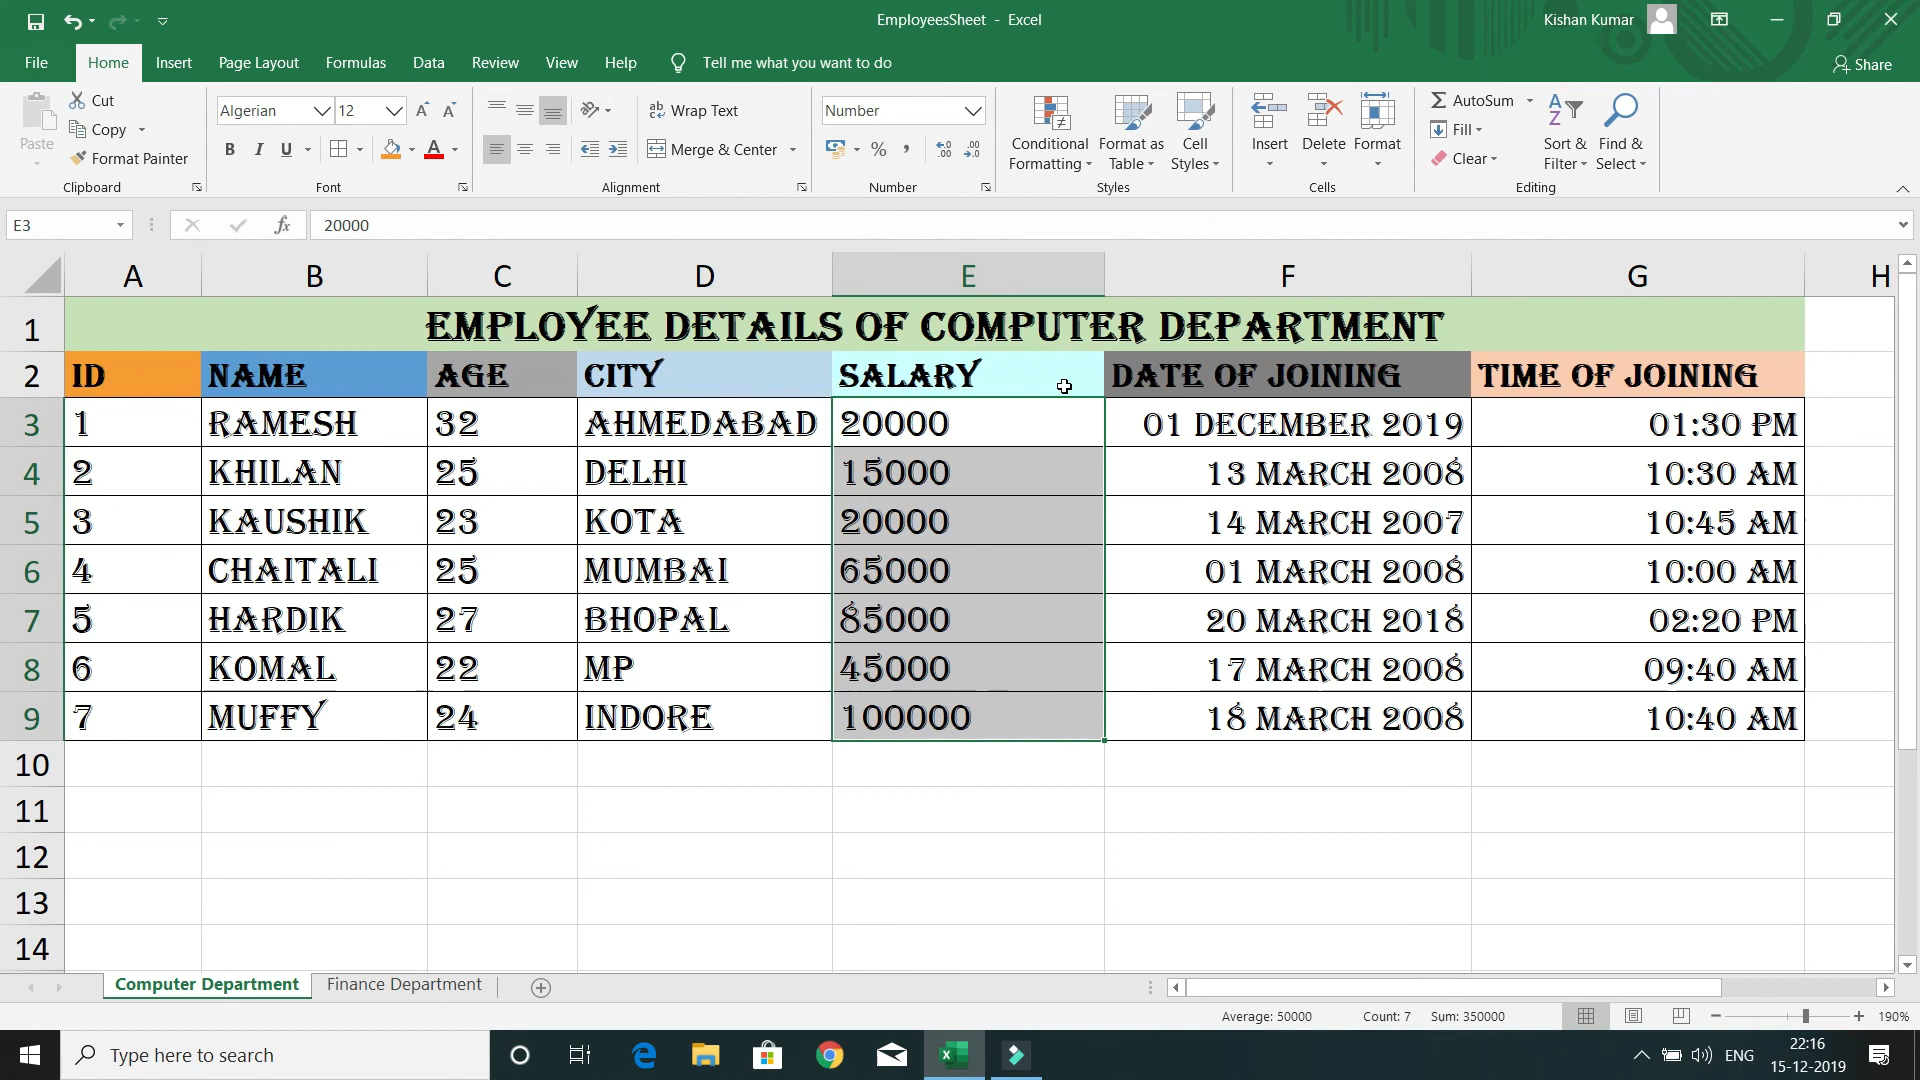 EmployeesSheet - Excel
Kishan Kumar
File Home Insert Page Layout Formulas Data Review View Help Tell me what you want to do Share
Paste
Cut
Copy
Format Painter
Clipboard
Algerian 12
B I U A
Font
ab Wrap Text
Merge & Center
Alignment
Number
% ,
Number
Conditional Formatting
Format as Table
Cell Styles
Styles
Insert Delete Format
Cells
AutoSum
Fill
Clear
Sort & Filter
Find & Select
Editing
E3 fx 20000
A B C D E F G H
1 EMPLOYEE DETAILS OF COMPUTER DEPARTMENT
2 ID NAME AGE CITY SALARY DATE OF JOINING TIME OF JOINING
3 1 RAMESH 32 AHMEDABAD 20000 01 DECEMBER 2019 01:30 PM
4 2 KHILAN 25 DELHI 15000 13 MARCH 2008 10:30 AM
5 3 KAUSHIK 23 KOTA 20000 14 MARCH 2007 10:45 AM
6 4 CHAITALI 25 MUMBAI 65000 01 MARCH 2008 10:00 AM
7 5 HARDIK 27 BHOPAL 85000 20 MARCH 2018 02:20 PM
8 6 KOMAL 22 MP 45000 17 MARCH 2008 09:40 AM
9 7 MUFFY 24 INDORE 100000 18 MARCH 2008 10:40 AM
10
11
12
13
14
Computer Department Finance Department
Average: 50000 Count: 7 Sum: 350000 190%
Type here to search
ENG
22:16
15-12-2019